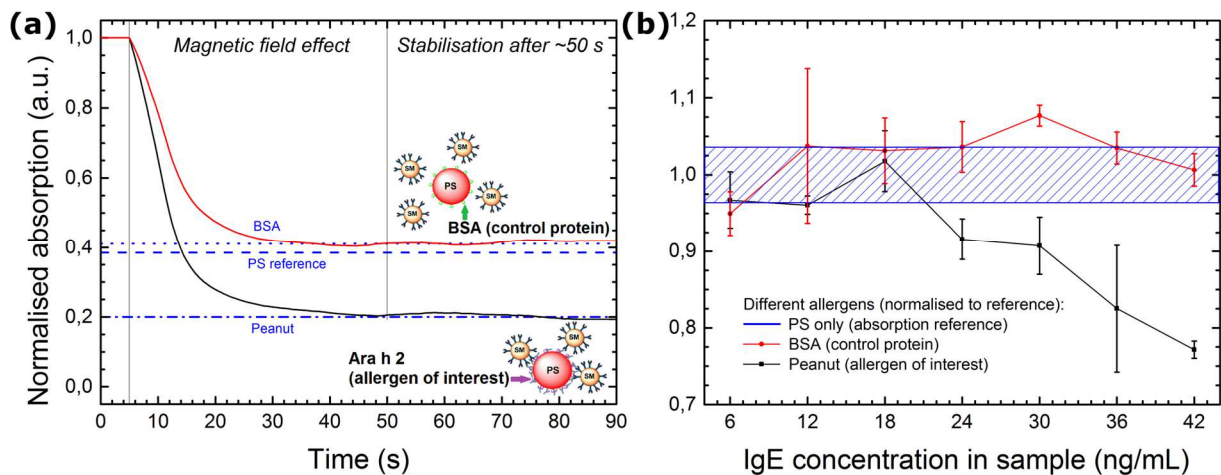 (a)
Normalised absorption (a.u.)
1,0
0,8
0,6
0,4
0,2
0,0
Magnetic field effect
Stabilisation after ~50 s
SM
SM
SM
SM
PS
BSA (control protein)
BSA
PS reference
Peanut
Ara h 2
(allergen of interest)
SM
SM
SM
PS
0 10 20 30 40 50 60 70 80 90
Time (s)
(b)
1,2
1,1
1,0
0,9
0,8
0,7
Different allergens (normalised to reference):
PS only (absorption reference)
BSA (control protein)
Peanut (allergen of interest)
6 12 18 24 30 36 42
IgE concentration in sample (ng/mL)